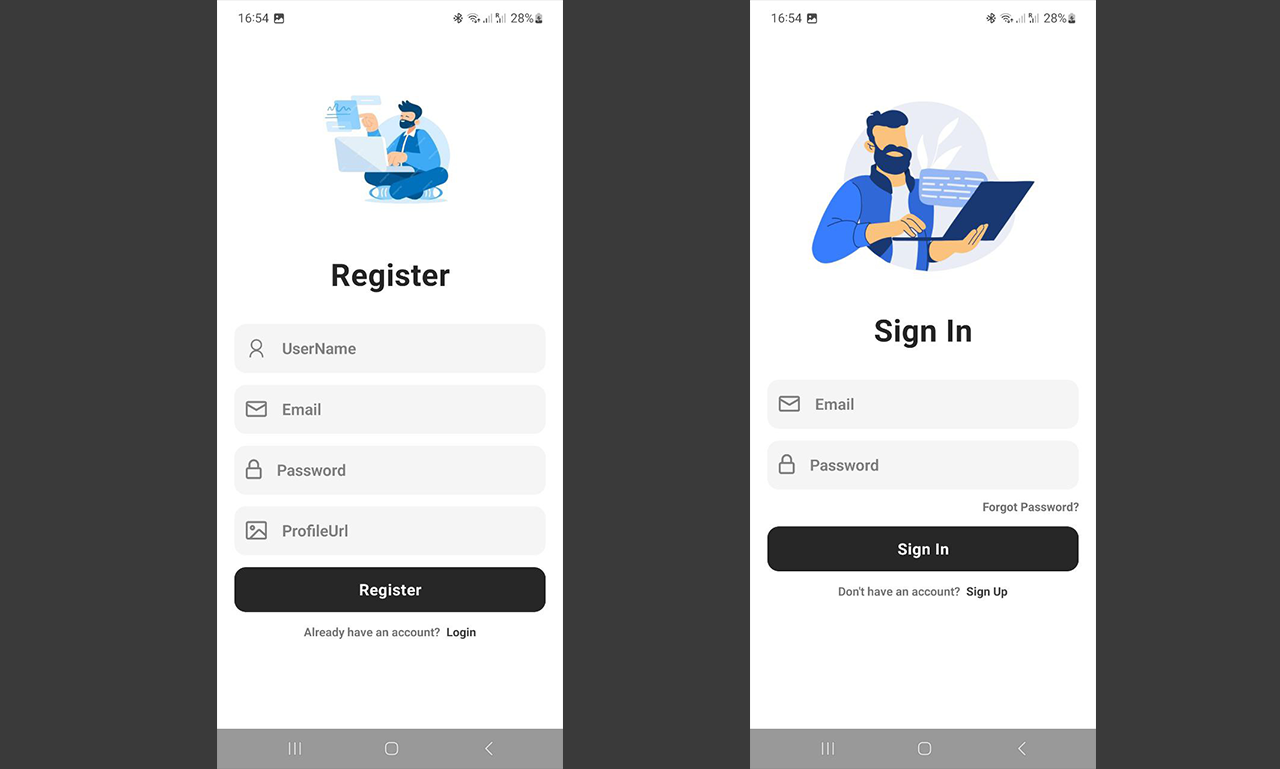 16:54 28%
Register
UserName
Email
Password
ProfileUrl
Register
Already have an account? Login
16:54 28%
Sign In
Email
Password
Forgot Password?
Sign In
Don't have an account? Sign Up